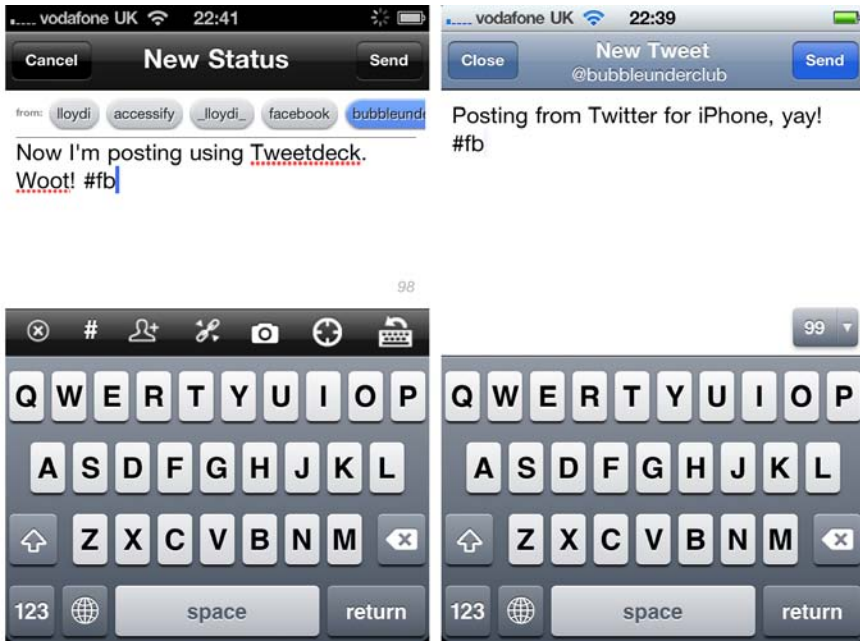 vodafone UK 22:41
Cancel New Status Send
from: lloydi accessify _lloydi_ facebook bubbleunde
Now I'm posting using Tweetdeck.
Woot! #fb
98
#
Q W E R T Y U I O P
A S D F G H J K L
Z X C V B N M
123 space return
vodafone UK 22:39
Close New Tweet Send
@bubbleunderclub
Posting from Twitter for iPhone, yay!
#fb
99
Q W E R T Y U I O P
A S D F G H J K L
Z X C V B N M
123 space return